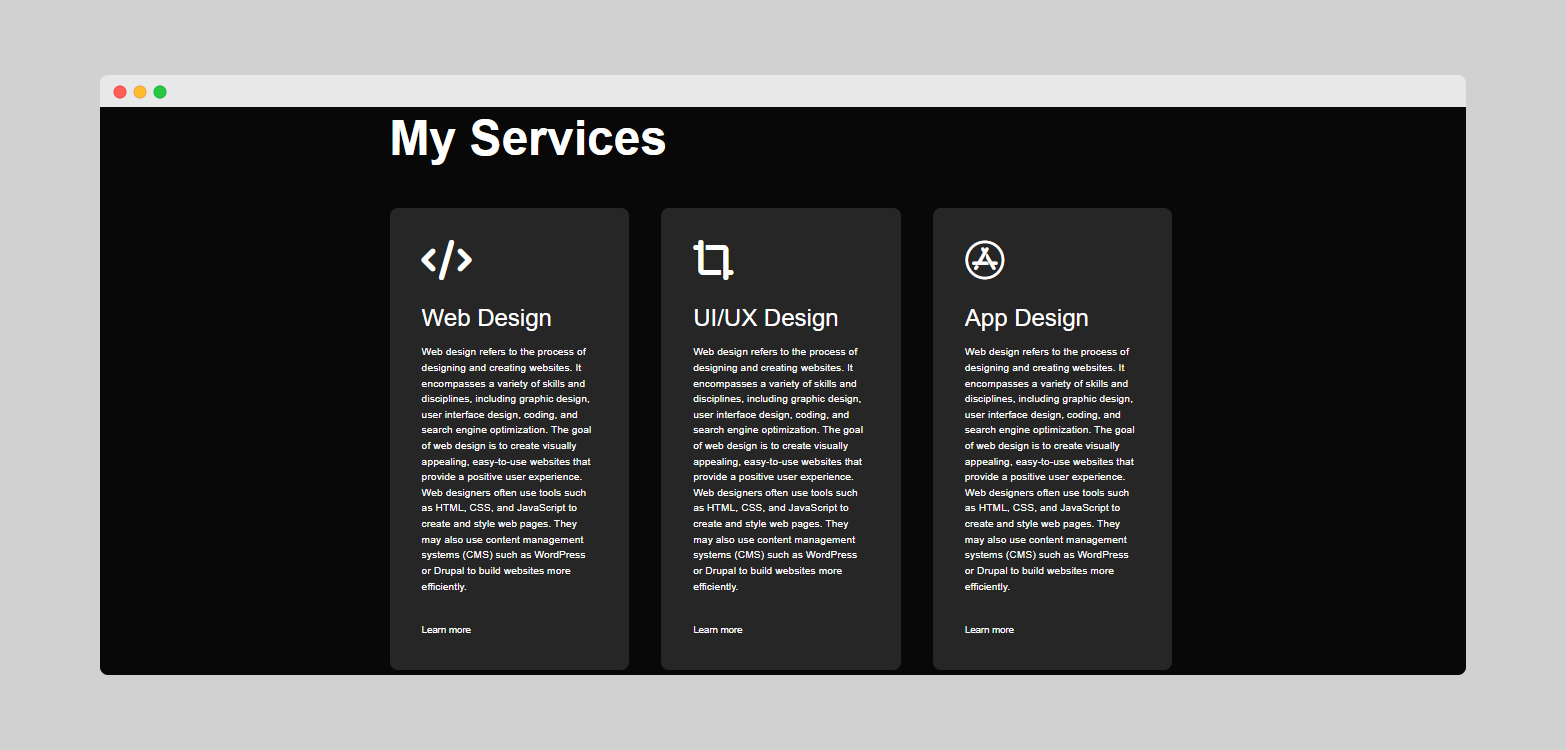 My Services
Web Design
Web design refers to the process of
designing and creating websites. It
encompasses a variety of skills and
disciplines, including graphic design,
user interface design, coding, and
search engine optimization. The goal
of web design is to create visually
appealing, easy-to-use websites that
provide a positive user experience.
Web designers often use tools such
as HTML, CSS, and JavaScript to
create and style web pages. They
may also use content management
systems (CMS) such as WordPress
or Drupal to build websites more
efficiently.
Learn more
UI/UX Design
Web design refers to the process of
designing and creating websites. It
encompasses a variety of skills and
disciplines, including graphic design,
user interface design, coding, and
search engine optimization. The goal
of web design is to create visually
appealing, easy-to-use websites that
provide a positive user experience.
Web designers often use tools such
as HTML, CSS, and JavaScript to
create and style web pages. They
may also use content management
systems (CMS) such as WordPress
or Drupal to build websites more
efficiently.
Learn more
App Design
Web design refers to the process of
designing and creating websites. It
encompasses a variety of skills and
disciplines, including graphic design,
user interface design, coding, and
search engine optimization. The goal
of web design is to create visually
appealing, easy-to-use websites that
provide a positive user experience.
Web designers often use tools such
as HTML, CSS, and JavaScript to
create and style web pages. They
may also use content management
systems (CMS) such as WordPress
or Drupal to build websites more
efficiently.
Learn more